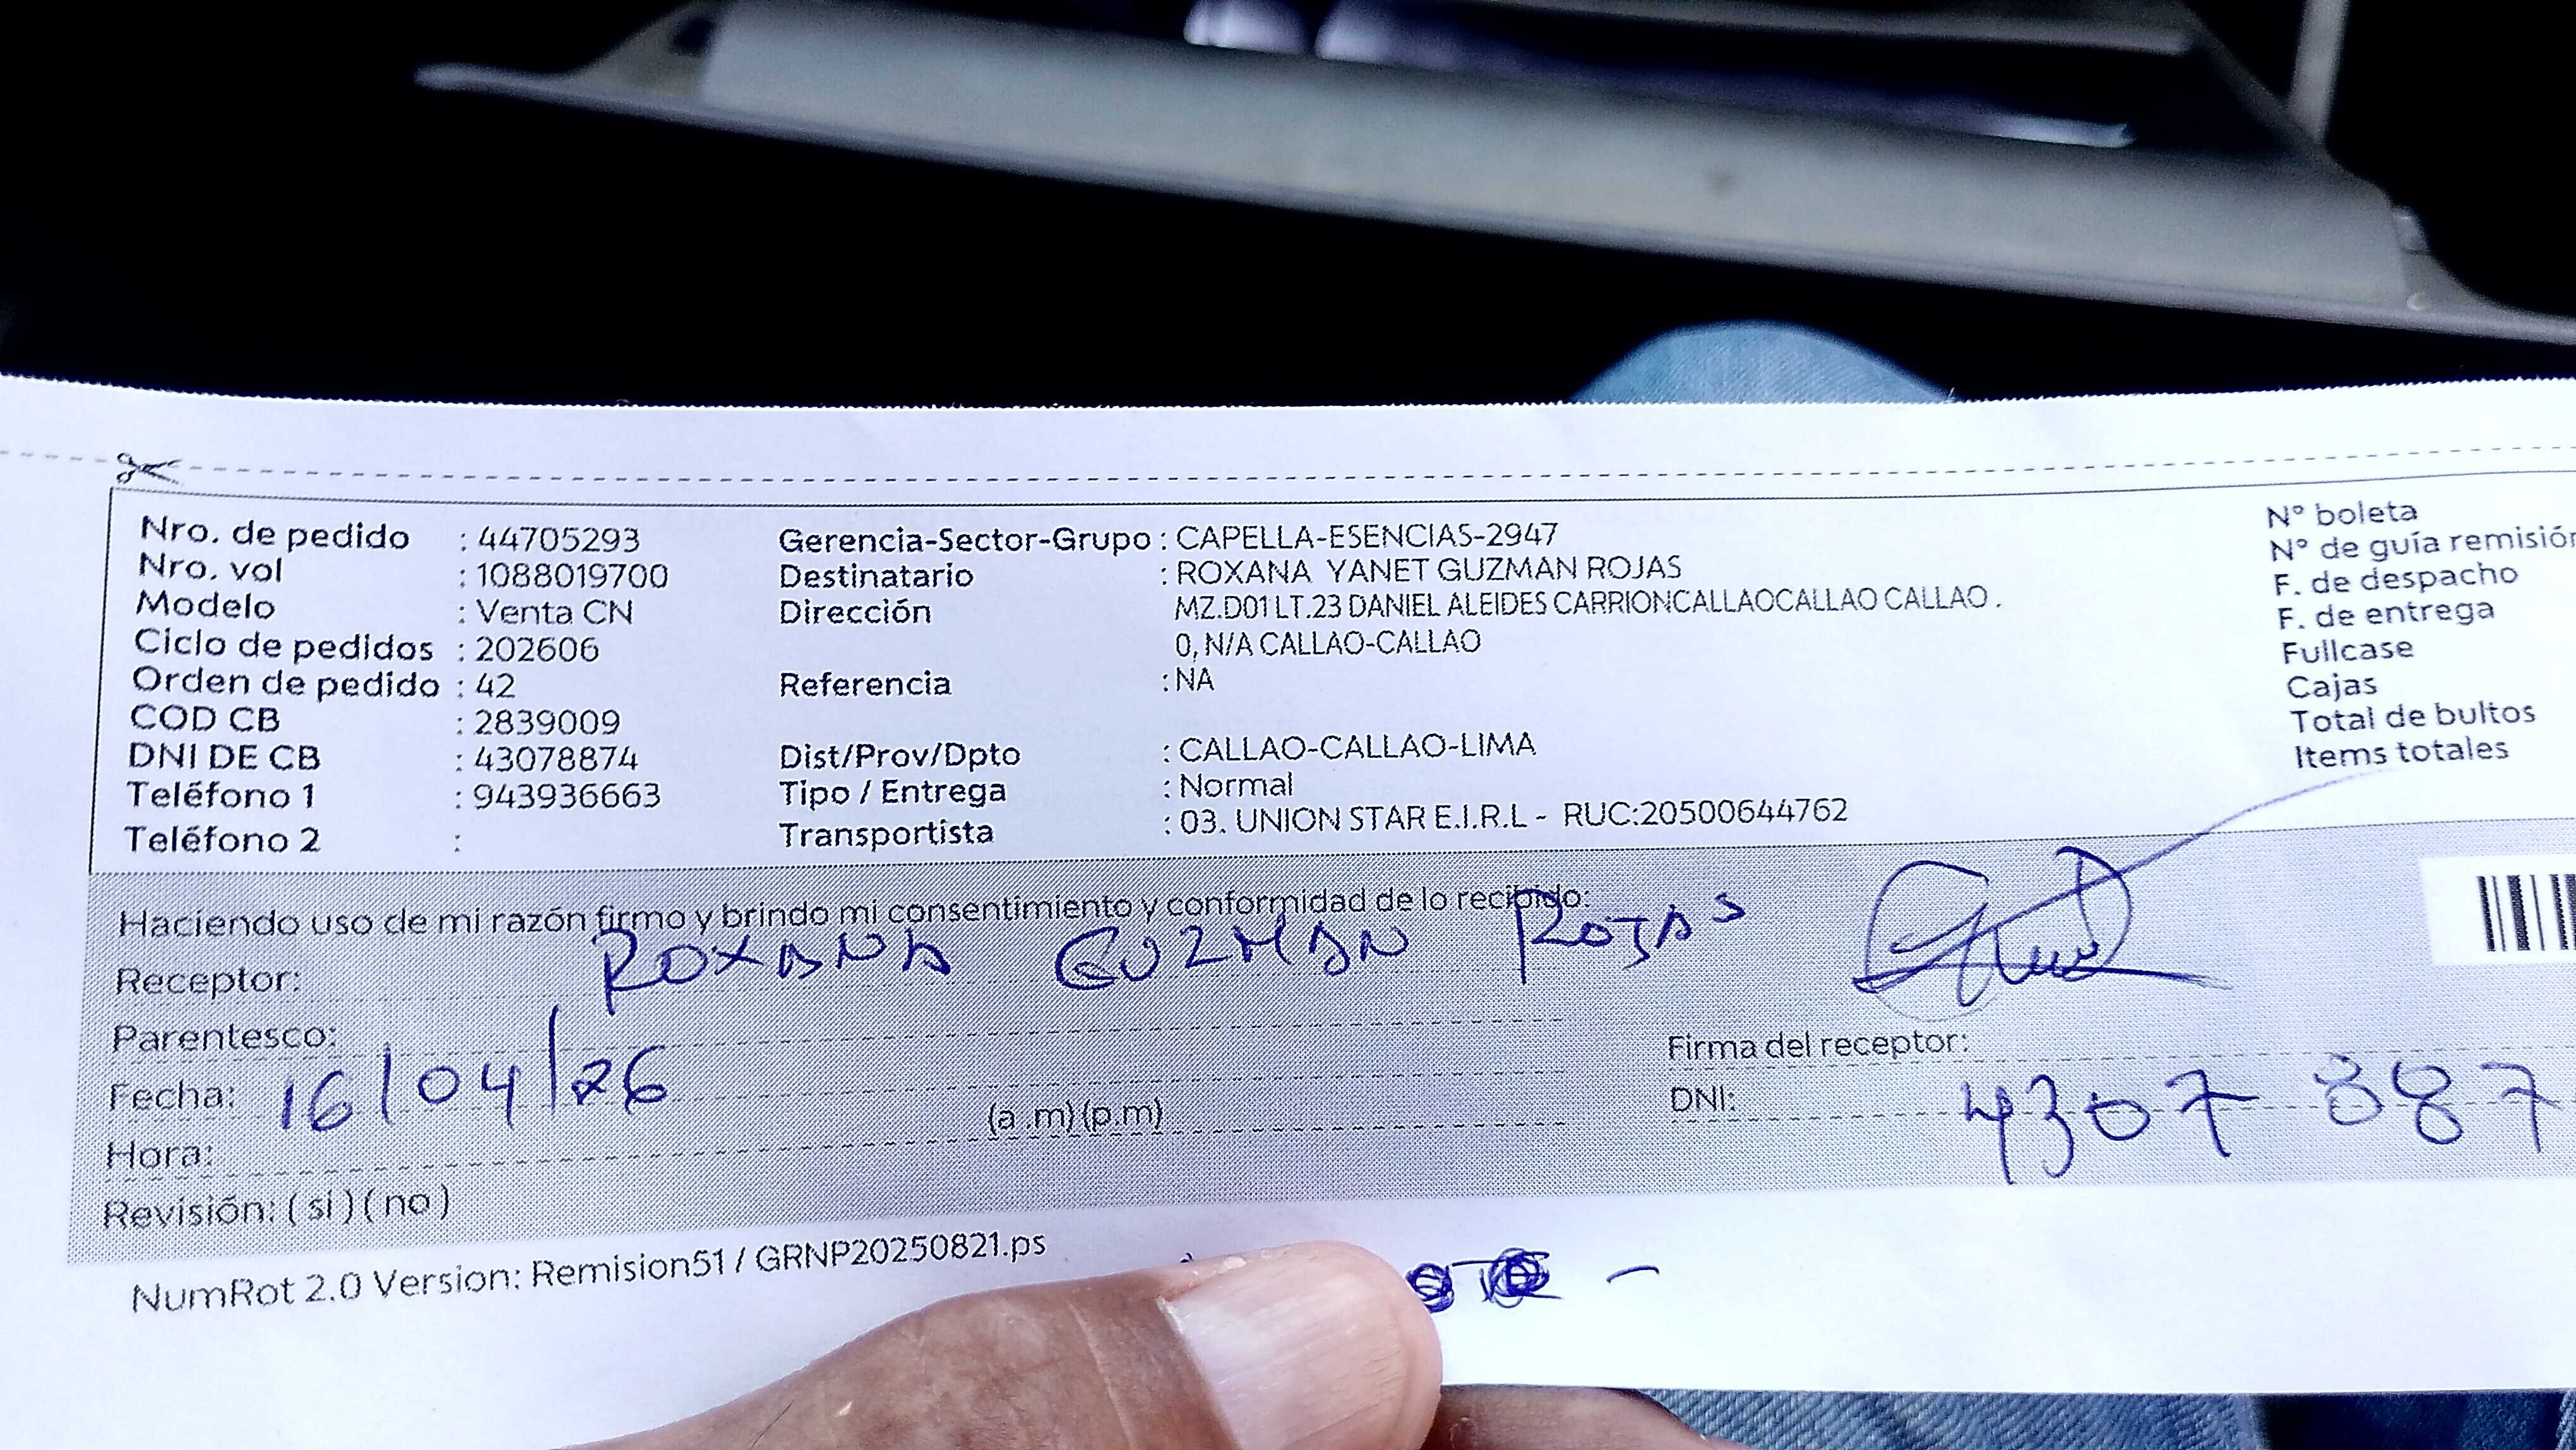 Nro. de pedido : 44705293
Nro. vol : 1088019700
Modelo : Venta CN
Ciclo de pedidos : 202606
Orden de pedido : 42
COD CB : 2839009
DNI DE CB : 43078874
Teléfono 1 : 943936663
Teléfono 2 :
Gerencia-Sector-Grupo : CAPELLA-ESENCIAS-2947
Destinatario : ROXANA YANET GUZMAN ROJAS
Dirección MZ.D01 LT.23 DANIEL ALEIDES CARRIONCALLAOCALLAO CALLAO .
0, N/A CALLAO-CALLAO
Referencia : NA
Dist/Prov/Dpto : CALLAO-CALLAO-LIMA
Tipo / Entrega : Normal
Transportista : 03. UNION STAR E.I.R.L - RUC:20500644762
N° boleta
N° de guía remisión
F. de despacho
F. de entrega
Fullcase
Cajas
Total de bultos
Items totales
Haciendo uso de mi razón firmo y brindo mi consentimiento y conformidad de lo recibido:
Receptor: ROXANA GUZMAN ROJAS
Parentesco:
Fecha: 16/04/26
Hora: (a .m)(p.m)
Revisión: ( si ) ( no )
Firma del receptor:
DNI: 4307 387
NumRot 2.0 Version: Remision51 / GRNP20250821.ps